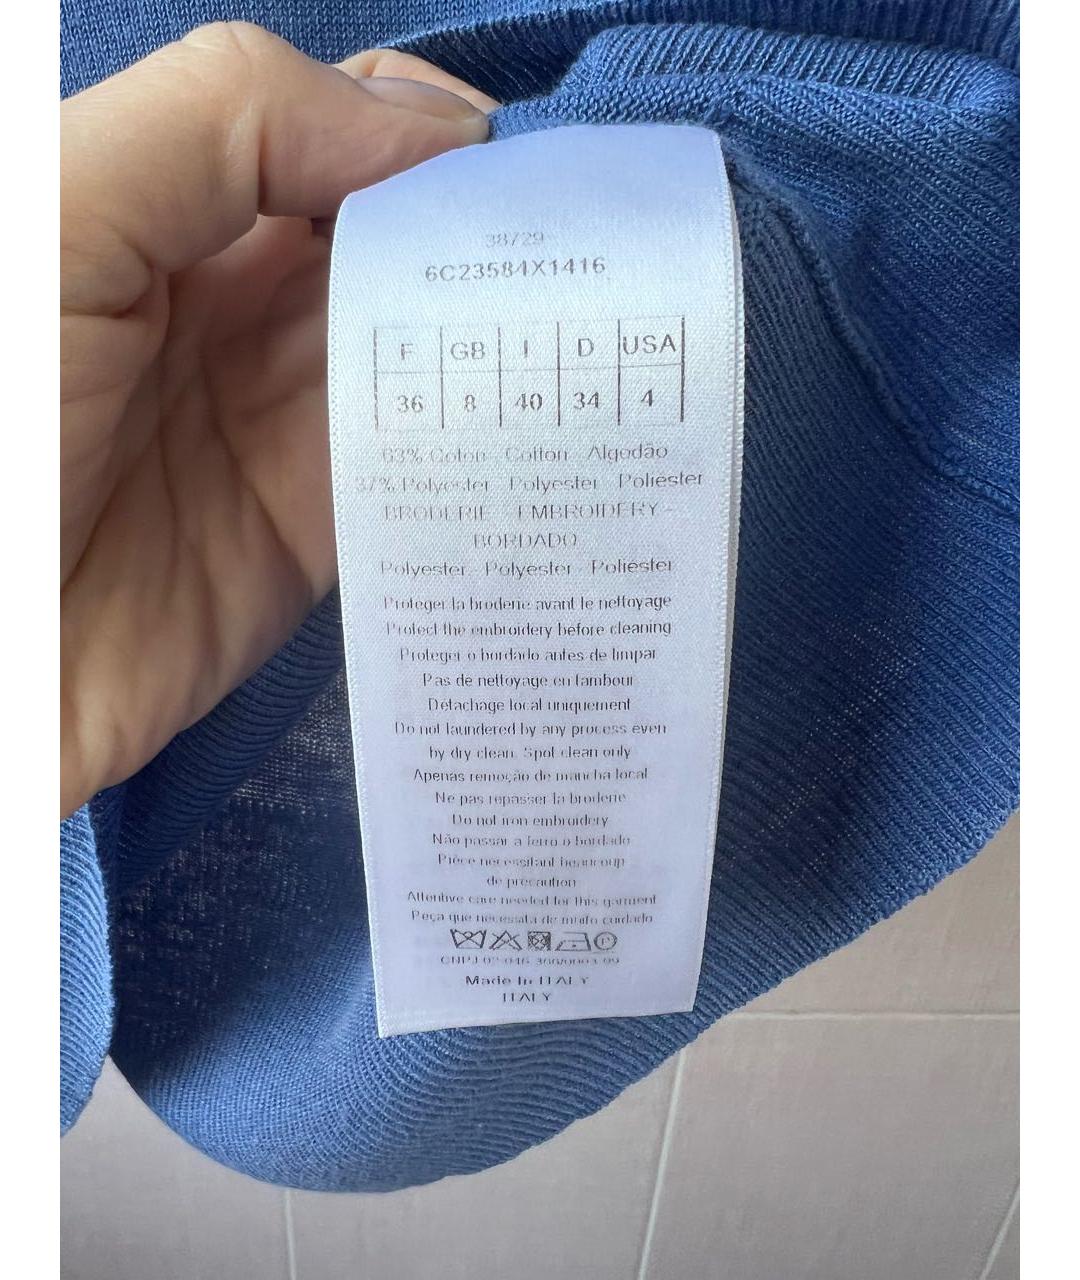 38729
6C23584X1416
F GB I D USA
36 8 40 34 4
63% Coton - Cotton - Algodão
37% Polyester - Polyester - Poliéster
BRODERIE - EMBROIDERY -
BORDADO
Polyester - Polyester - Poliéster
Proteger la broderie avant le nettoyage
Protect the embroidery before cleaning
Proteger o bordado antes de limpar
Pas de nettoyage en tambour
Détachage local uniquement
Do not laundered by any process even
by dry clean. Spot clean only
Apenas remoção de mancha local
Ne pas repasser la broderie
Do not iron embroidery
Não passar a ferro o bordado
Pièce nécessitant beaucoup
de précaution
Attentive care needed for this garment
Peça que necessita de muito cuidado
CNPJ
Made In ITALY
ITALY